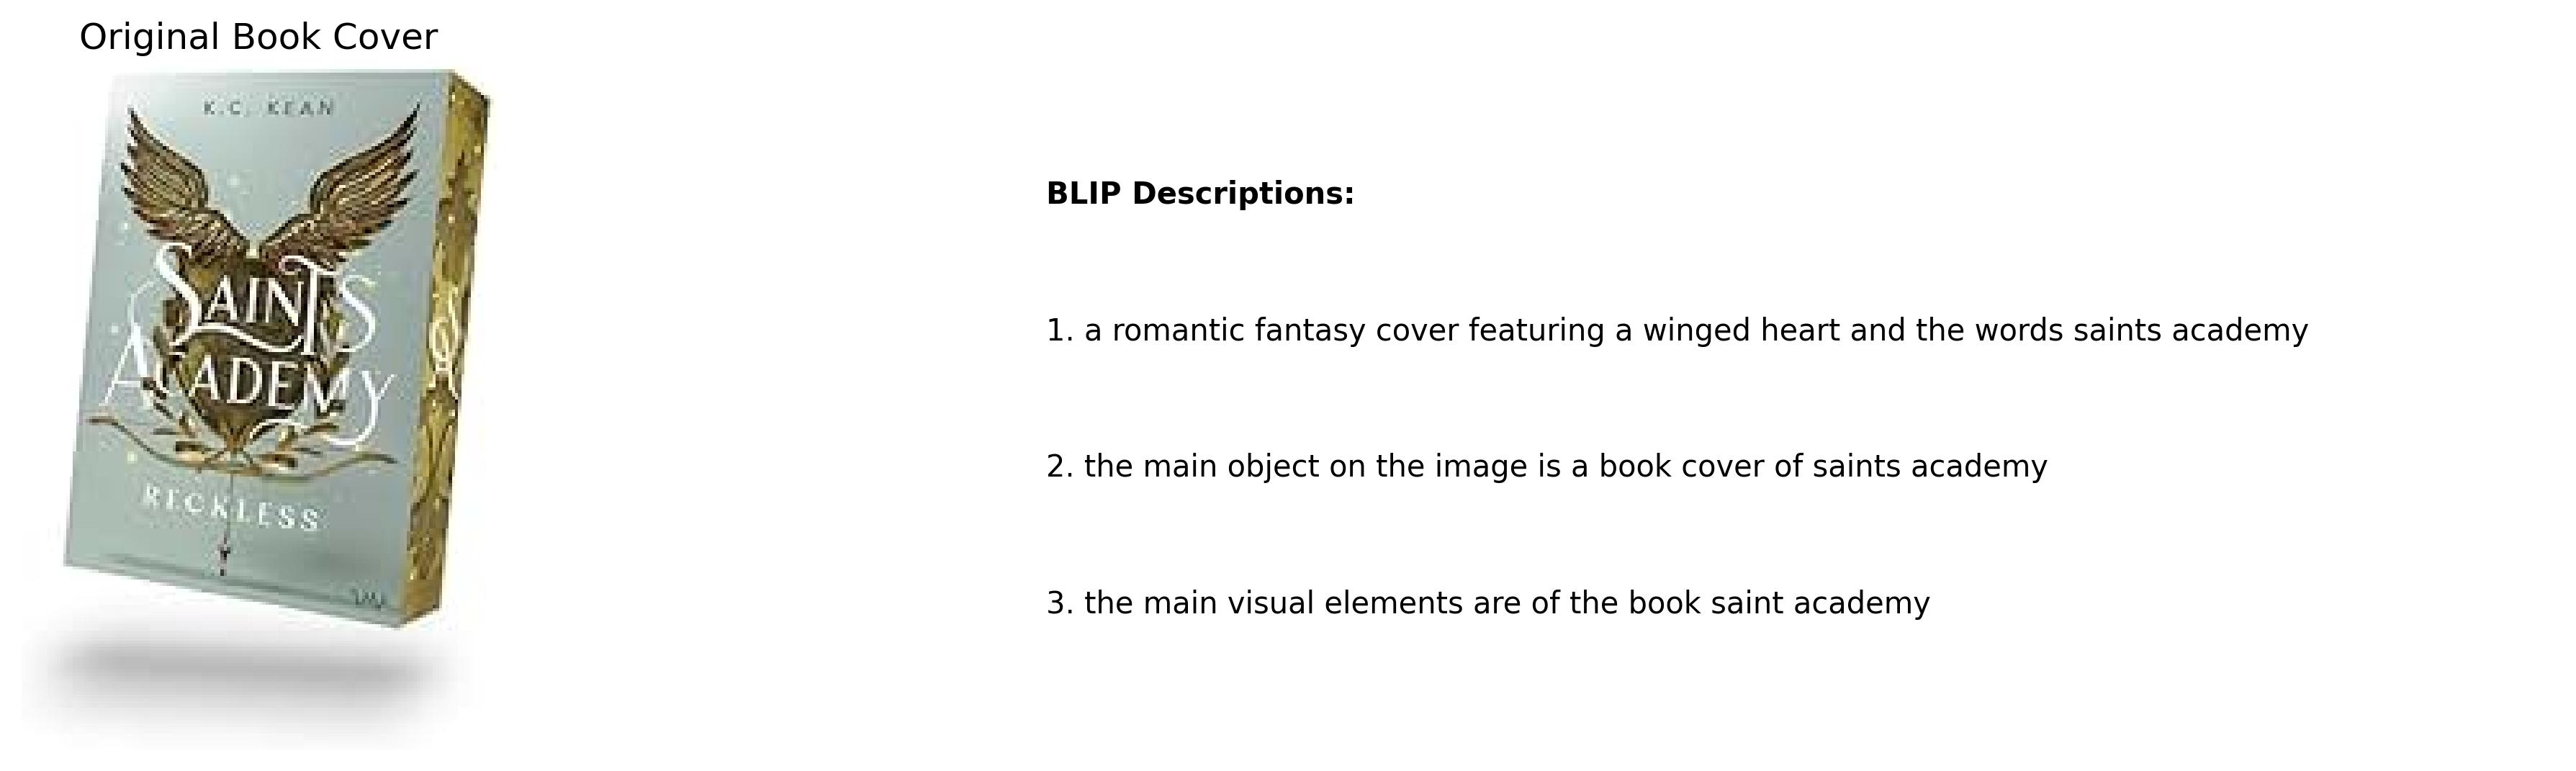 Original Book Cover
K.C. KEAN
SAINTS
ACADEMY
RECKLESS
BLIP Descriptions:
1. a romantic fantasy cover featuring a winged heart and the words saints academy
2. the main object on the image is a book cover of saints academy
3. the main visual elements are of the book saint academy